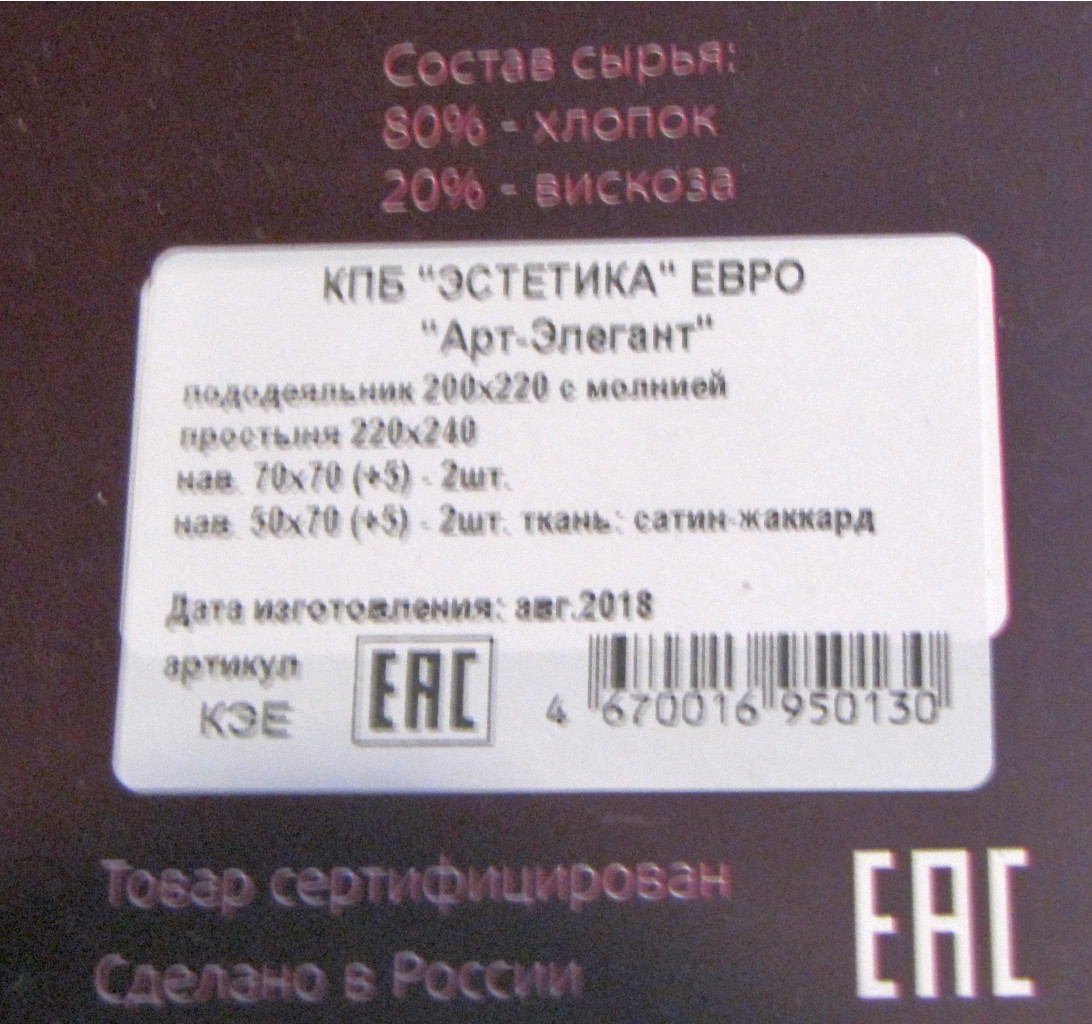 Состав сырья:
80% - хлопок
20% - вискоза
КПБ "ЭСТЕТИКА" ЕВРО
"Арт-Элегант"
пододеяльник 200х220 с молнией
простыня 220х240
нав. 70х70 (+5) - 2шт.
нав. 50х70 (+5) - 2шт. ткань: сатин-жаккард
Дата изготовления: авг.2018
артикул
КЭЕ
EAC
4 670016 950130
Товар сертифицирован
Сделано в России
EAC